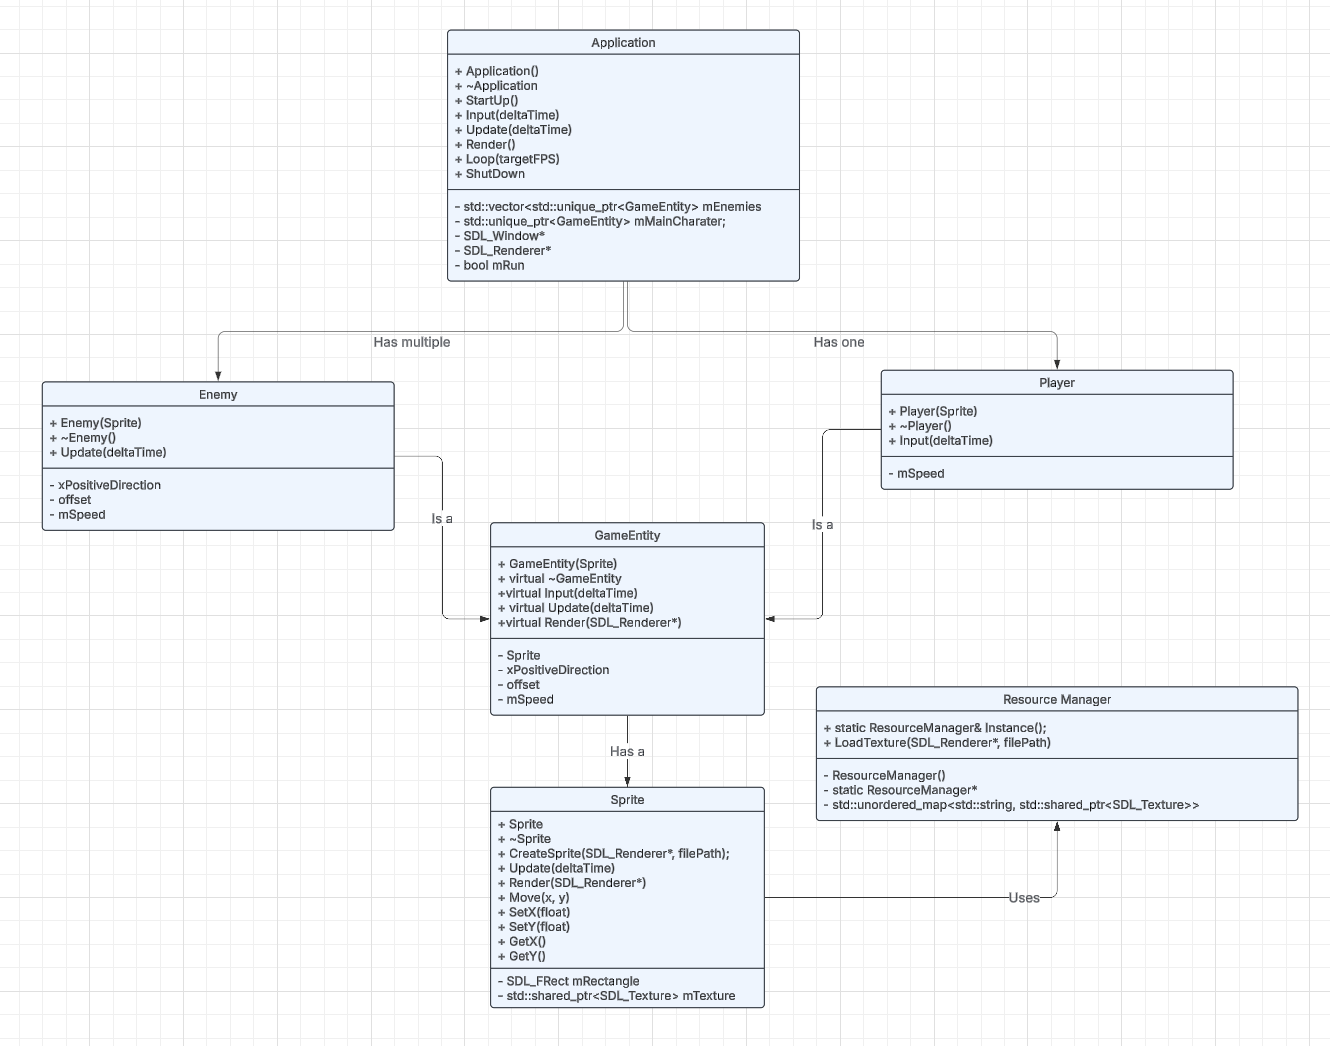 Application
+ Application()
+ ~Application
+ StartUp()
+ Input(deltaTime)
+ Update(deltaTime)
+ Render()
+ Loop(targetFPS)
+ ShutDown
- std::vector<std::unique_ptr<GameEntity> mEnemies
- std::unique_ptr<GameEntity> mMainCharater;
- SDL_Window*
- SDL_Renderer*
- bool mRun
Has multiple
Has one
Enemy
+ Enemy(Sprite)
+ ~Enemy()
+ Update(deltaTime)
- xPositiveDirection
- offset
- mSpeed
Player
+ Player(Sprite)
+ ~Player()
+ Input(deltaTime)
- mSpeed
Is a
Is a
GameEntity
+ GameEntity(Sprite)
+ virtual ~GameEntity
+virtual Input(deltaTime)
+ virtual Update(deltaTime)
+virtual Render(SDL_Renderer*)
- Sprite
- xPositiveDirection
- offset
- mSpeed
Has a
Resource Manager
+ static ResourceManager& Instance();
+ LoadTexture(SDL_Renderer*, filePath)
- ResourceManager()
- static ResourceManager*
- std::unordered_map<std::string, std::shared_ptr<SDL_Texture>>
Sprite
+ Sprite
+ ~Sprite
+ CreateSprite(SDL_Renderer*, filePath);
+ Update(deltaTime)
+ Render(SDL_Renderer*)
+ Move(x, y)
+ SetX(float)
+ SetY(float)
+ GetX()
+ GetY()
- SDL_FRect mRectangle
- std::shared_ptr<SDL_Texture> mTexture
Uses